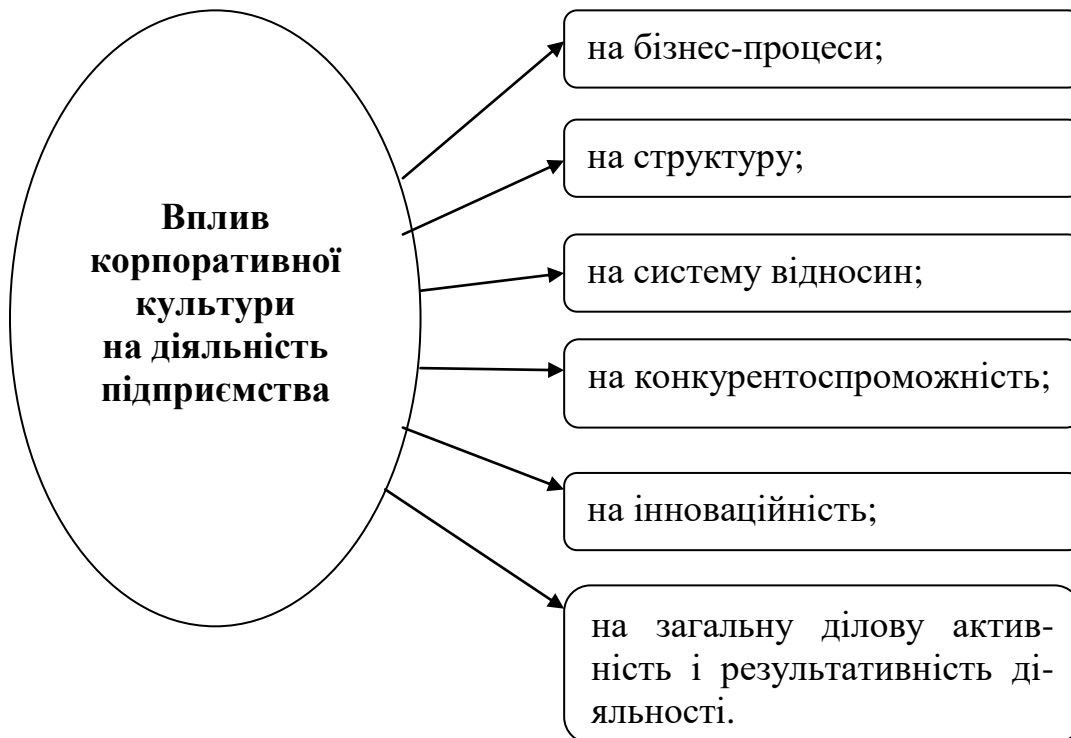 Вплив
корпоративної
культури
на діяльність
підприємства
на бізнес-процеси;
на структуру;
на систему відносин;
на конкурентоспроможність;
на інноваційність;
на загальну ділову актив-
ність і результативність ді-
яльності.